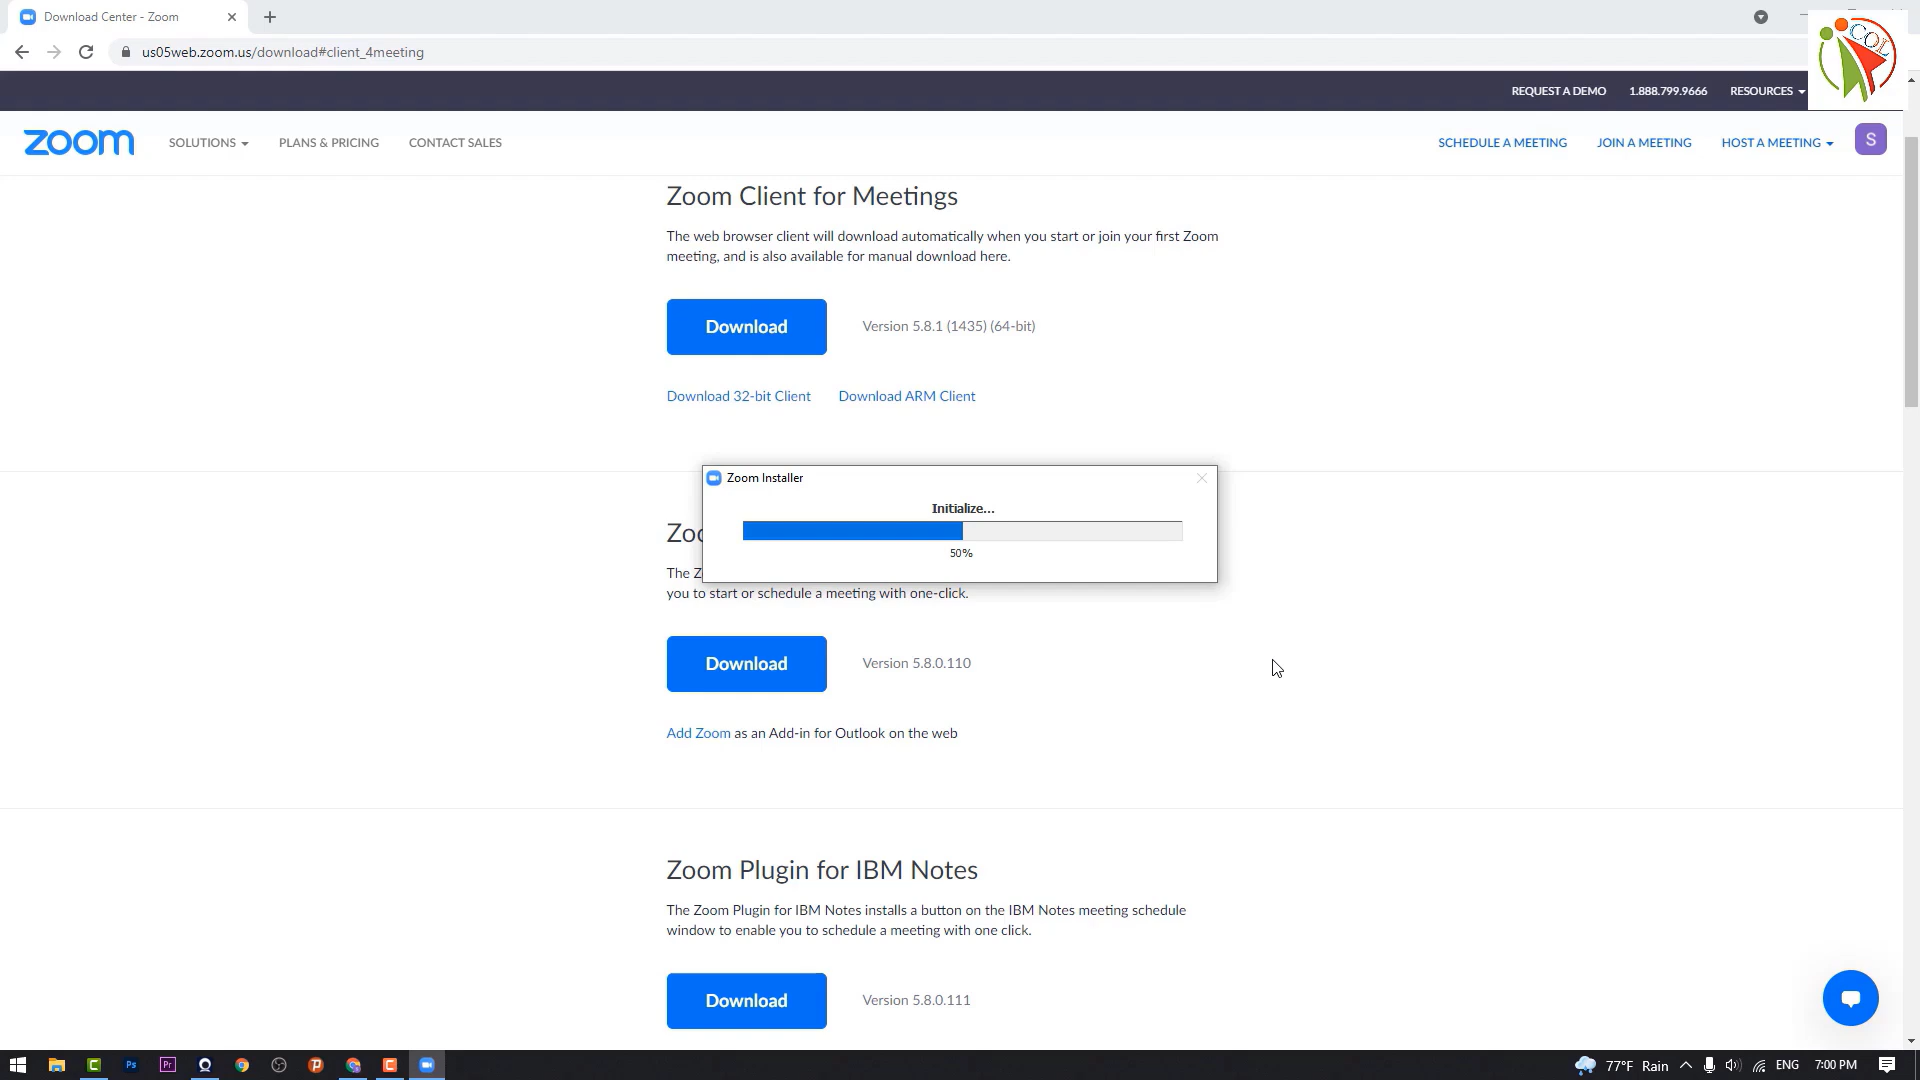 Download Center - Zoom
us05web.zoom.us/download#client_4meeting
COL
REQUEST A DEMO 1.888.799.9666 RESOURCES
zoom SOLUTIONS PLANS & PRICING CONTACT SALES SCHEDULE A MEETING JOIN A MEETING HOST A MEETING S
Zoom Client for Meetings
The web browser client will download automatically when you start or join your first Zoom
meeting, and is also available for manual download here.
Download Version 5.8.1 (1435) (64-bit)
Download 32-bit Client Download ARM Client
Zoom Installer
Initialize...
50%
The Z
you to start or schedule a meeting with one-click.
Download Version 5.8.0.110
Add Zoom as an Add-in for Outlook on the web
Zoom Plugin for IBM Notes
The Zoom Plugin for IBM Notes installs a button on the IBM Notes meeting schedule
window to enable you to schedule a meeting with one click.
Download Version 5.8.0.111
Ps Pr 77°F Rain ENG 7:00 PM